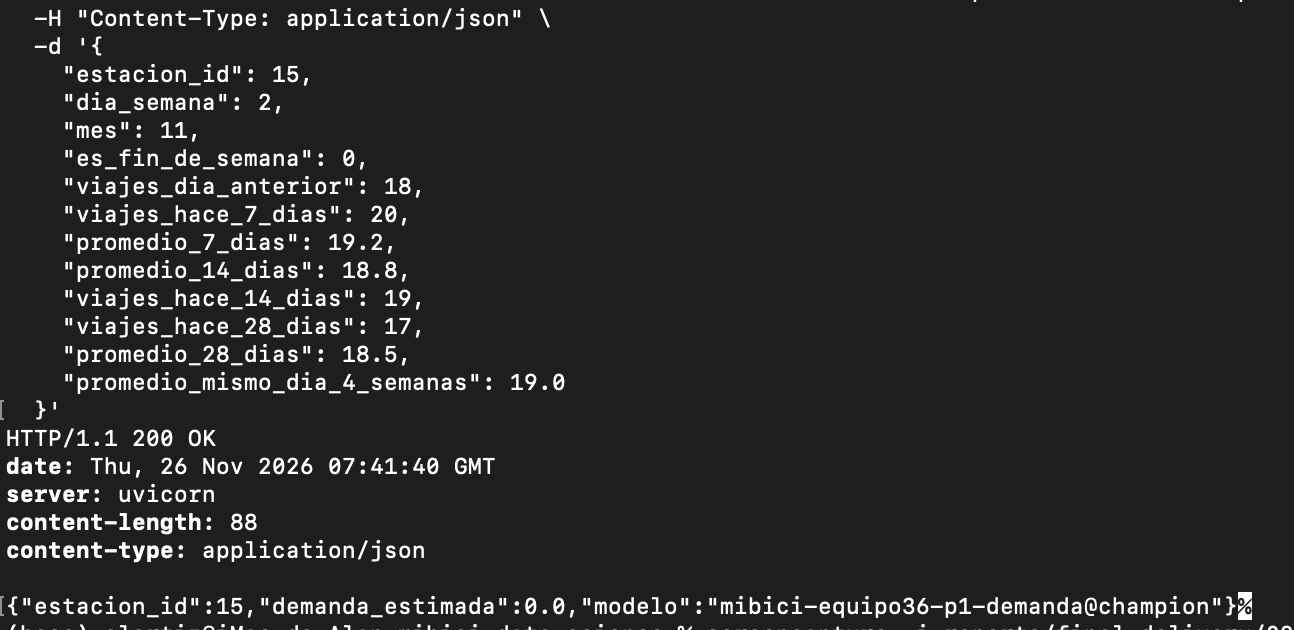 -H "Content-Type: application/json" \
-d '{
"estacion_id": 15,
"dia_semana": 2,
"mes": 11,
"es_fin_de_semana": 0,
"viajes_dia_anterior": 18,
"viajes_hace_7_dias": 20,
"promedio_7_dias": 19.2,
"promedio_14_dias": 18.8,
"viajes_hace_14_dias": 19,
"viajes_hace_28_dias": 17,
"promedio_28_dias": 18.5,
"promedio_mismo_dia_4_semanas": 19.0
[ }'
HTTP/1.1 200 OK
date: Thu, 26 Nov 2026 07:41:40 GMT
server: uvicorn
content-length: 88
content-type: application/json
[{"estacion_id":15,"demanda_estimada":0.0,"modelo":"mibici-equipo36-p1-demanda@champion"}%